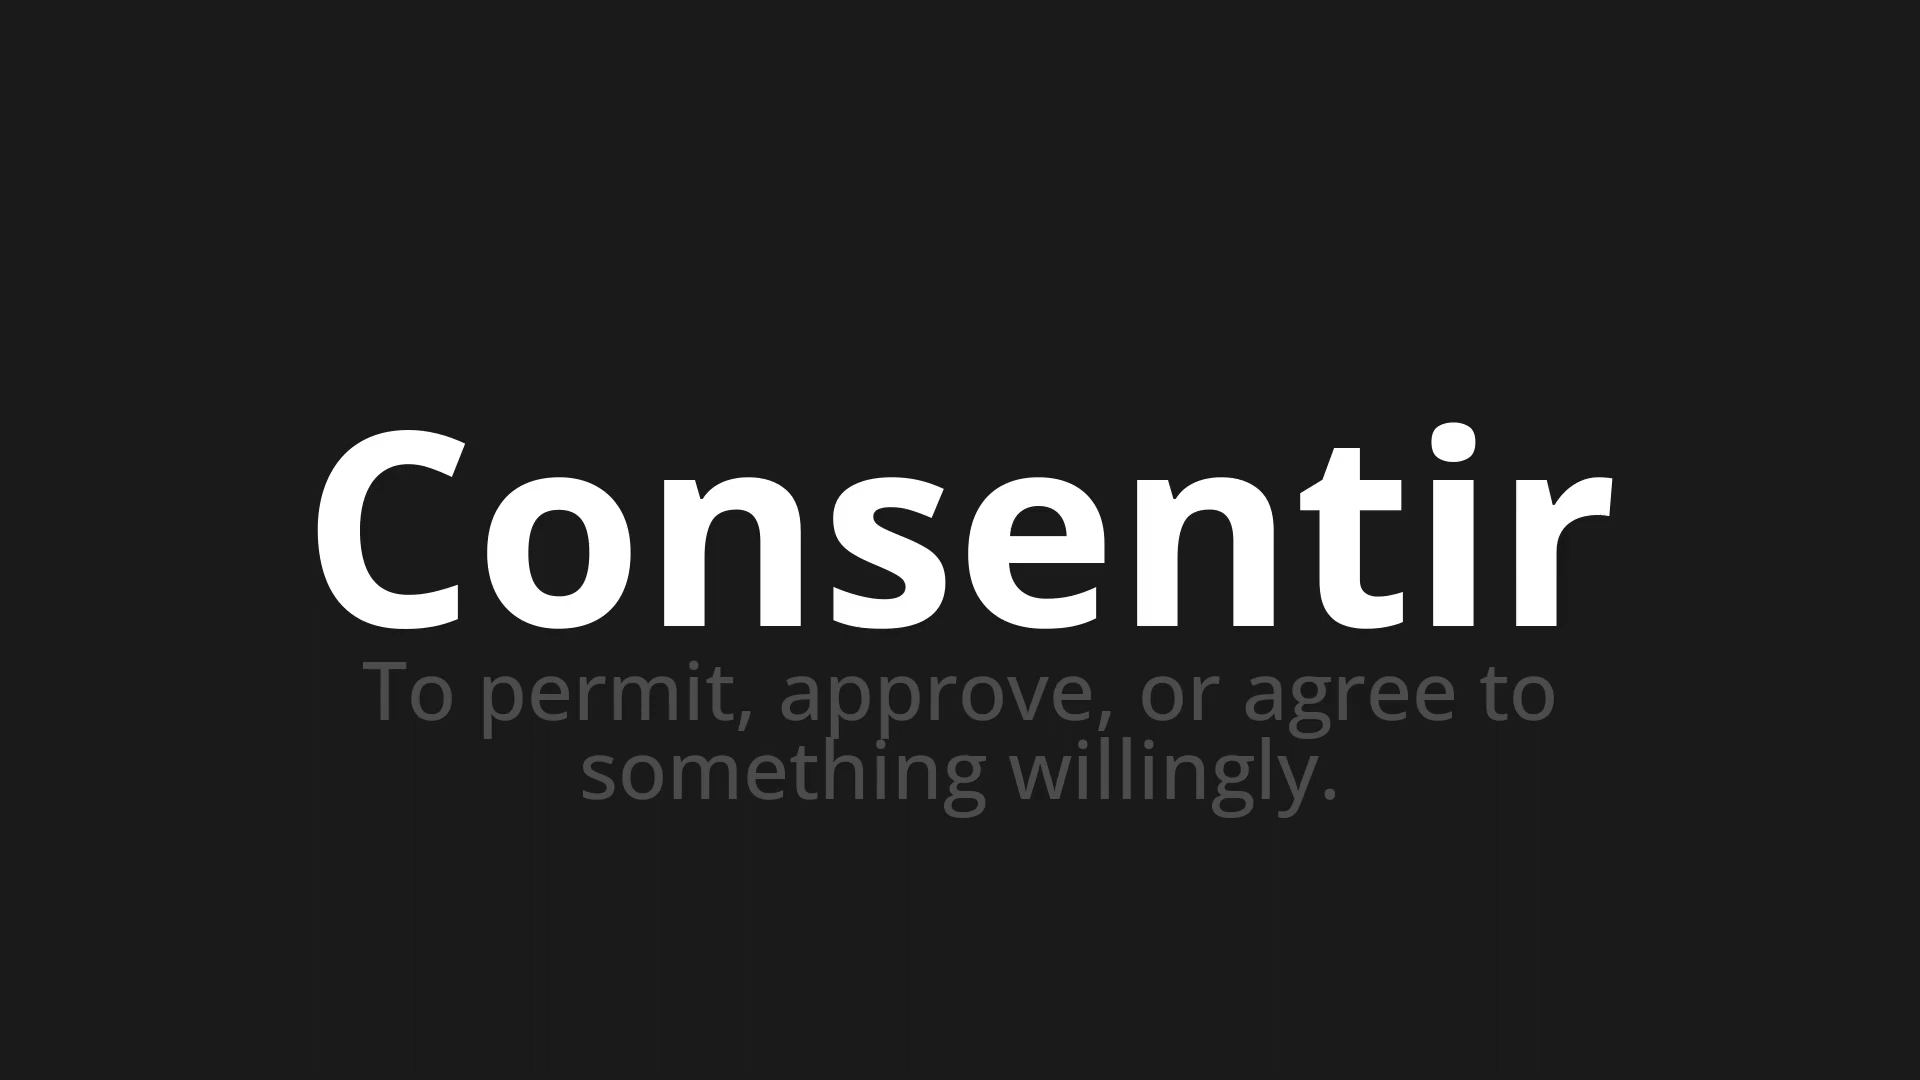 Consentir
To permit, approve, or agree to
something willingly.